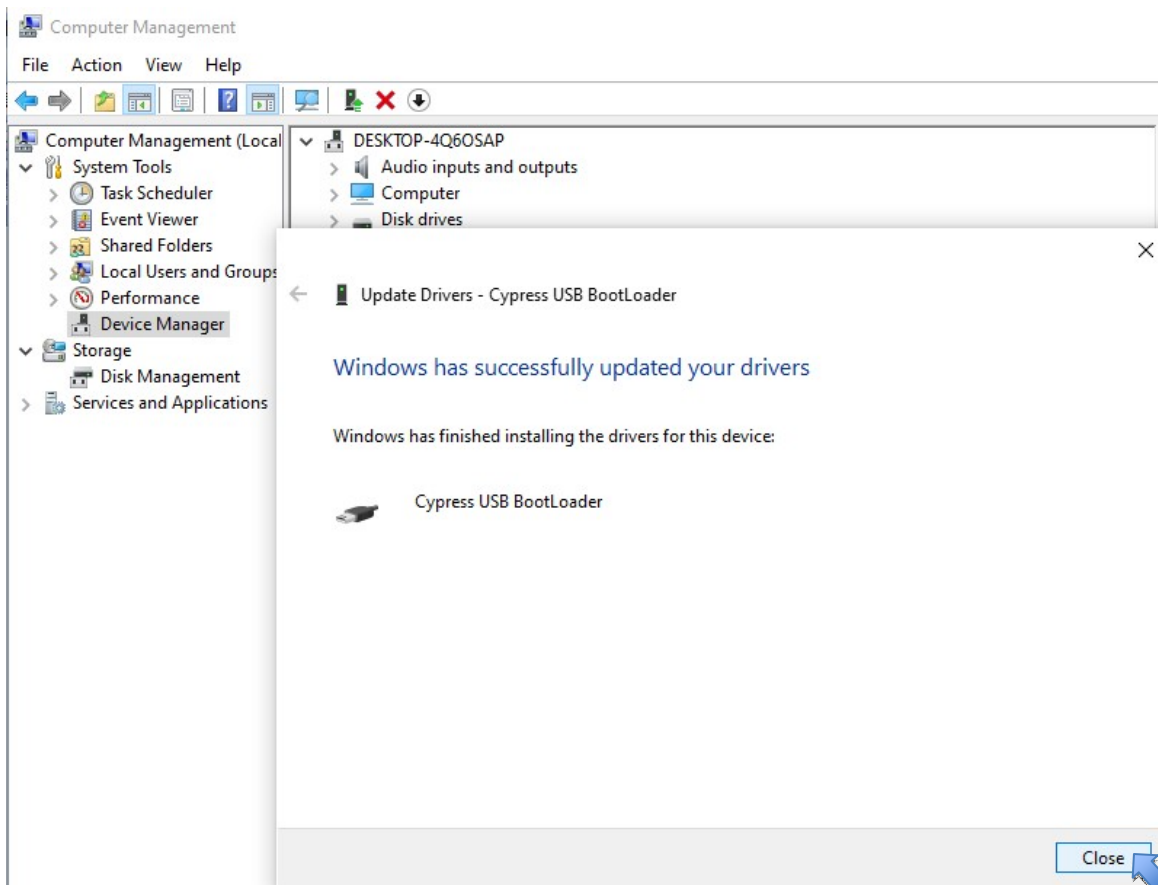 Computer Management
File Action View Help
Computer Management (Local
System Tools
Task Scheduler
Event Viewer
Shared Folders
Local Users and Groups
Performance
Device Manager
Storage
Disk Management
Services and Applications
DESKTOP-4Q6OSAP
Audio inputs and outputs
Computer
Disk drives
Update Drivers - Cypress USB BootLoader
Windows has successfully updated your drivers
Windows has finished installing the drivers for this device:
Cypress USB BootLoader
Close